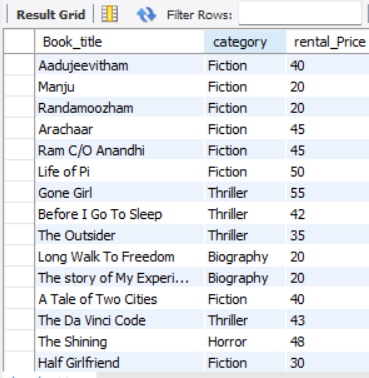 Result Grid Filter Rows:
Book_title category rental_Price
Aadujeevitham Fiction 40
Manju Fiction 20
Randamoozham Fiction 20
Arachaar Fiction 45
Ram C/O Anandhi Fiction 45
Life of Pi Fiction 50
Gone Girl Thriller 55
Before I Go To Sleep Thriller 42
The Outsider Thriller 35
Long Walk To Freedom Biography 20
The story of My Experi... Biography 20
A Tale of Two Cities Fiction 40
The Da Vinci Code Thriller 43
The Shining Horror 48
Half Girlfriend Fiction 30